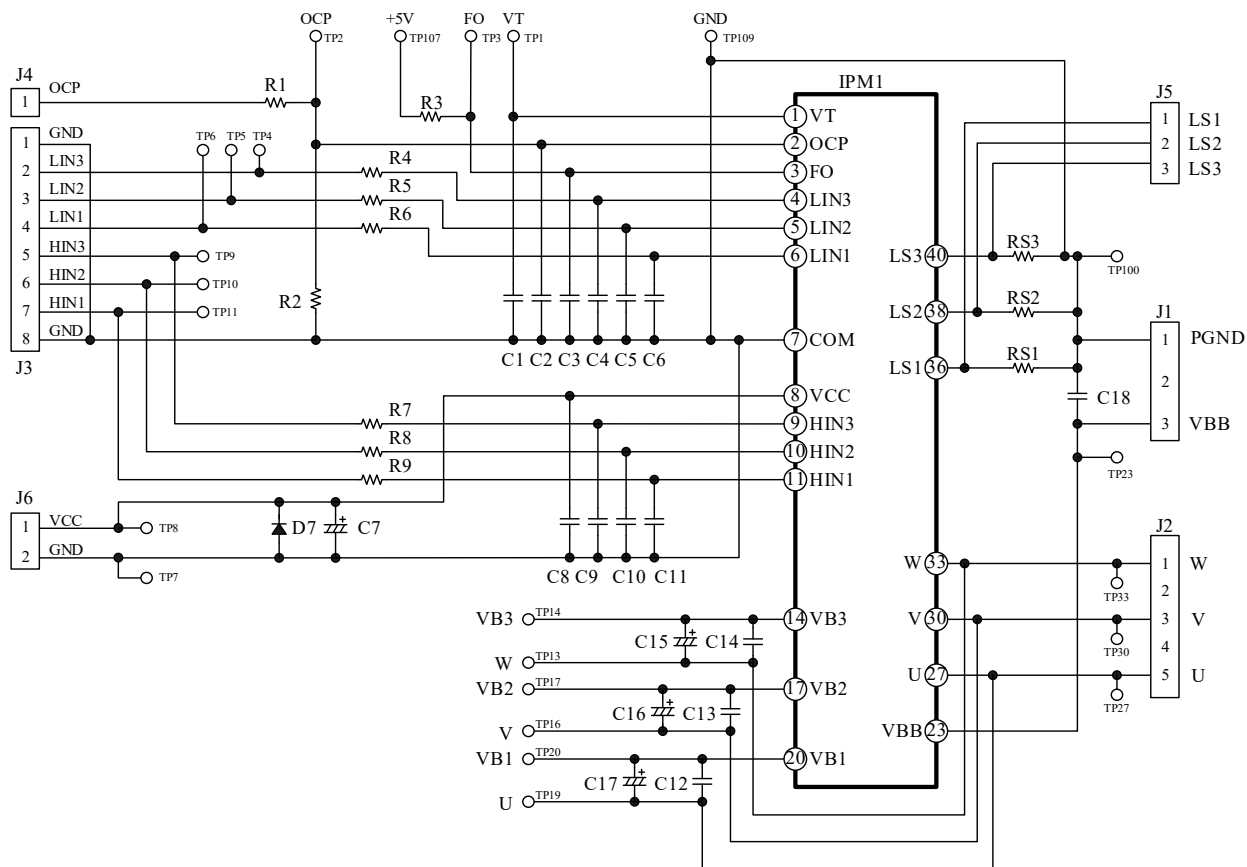 OCP +5V FO VT GND
TP2 TP107 TP3 TP1 TP109
J4
OCP
1
R1
R3
IPM1
J5
1 LS1
2 LS2
3 LS3
1 GND
2 LIN3
3 LIN2
4 LIN1
5 HIN3
6 HIN2
7 HIN1
8 GND
J3
TP6 TP5 TP4
R4
R5
R6
TP9
TP10
TP11
R2
C1 C2 C3 C4 C5 C6
1 VT
2 OCP
3 FO
4 LIN3
5 LIN2
6 LIN1
7 COM
8 VCC
9 HIN3
10 HIN2
11 HIN1
LS3 40
LS2 38
LS1 36
RS3
RS2
RS1
TP100
J1
1 PGND
2
3 VBB
C18
TP23
R7
R8
R9
J6
1 VCC
2 GND
TP8
TP7
D7
+
C7
C8 C9 C10 C11
W 33
V 30
U 27
VBB 23
J2
1 W
2
3 V
4
5 U
TP33
TP30
TP27
VB3 TP14
C15 + C14
14 VB3
W TP13
VB2 TP17
C16 + C13
17 VB2
V TP16
VB1 TP20
C17 + C12
20 VB1
U TP19